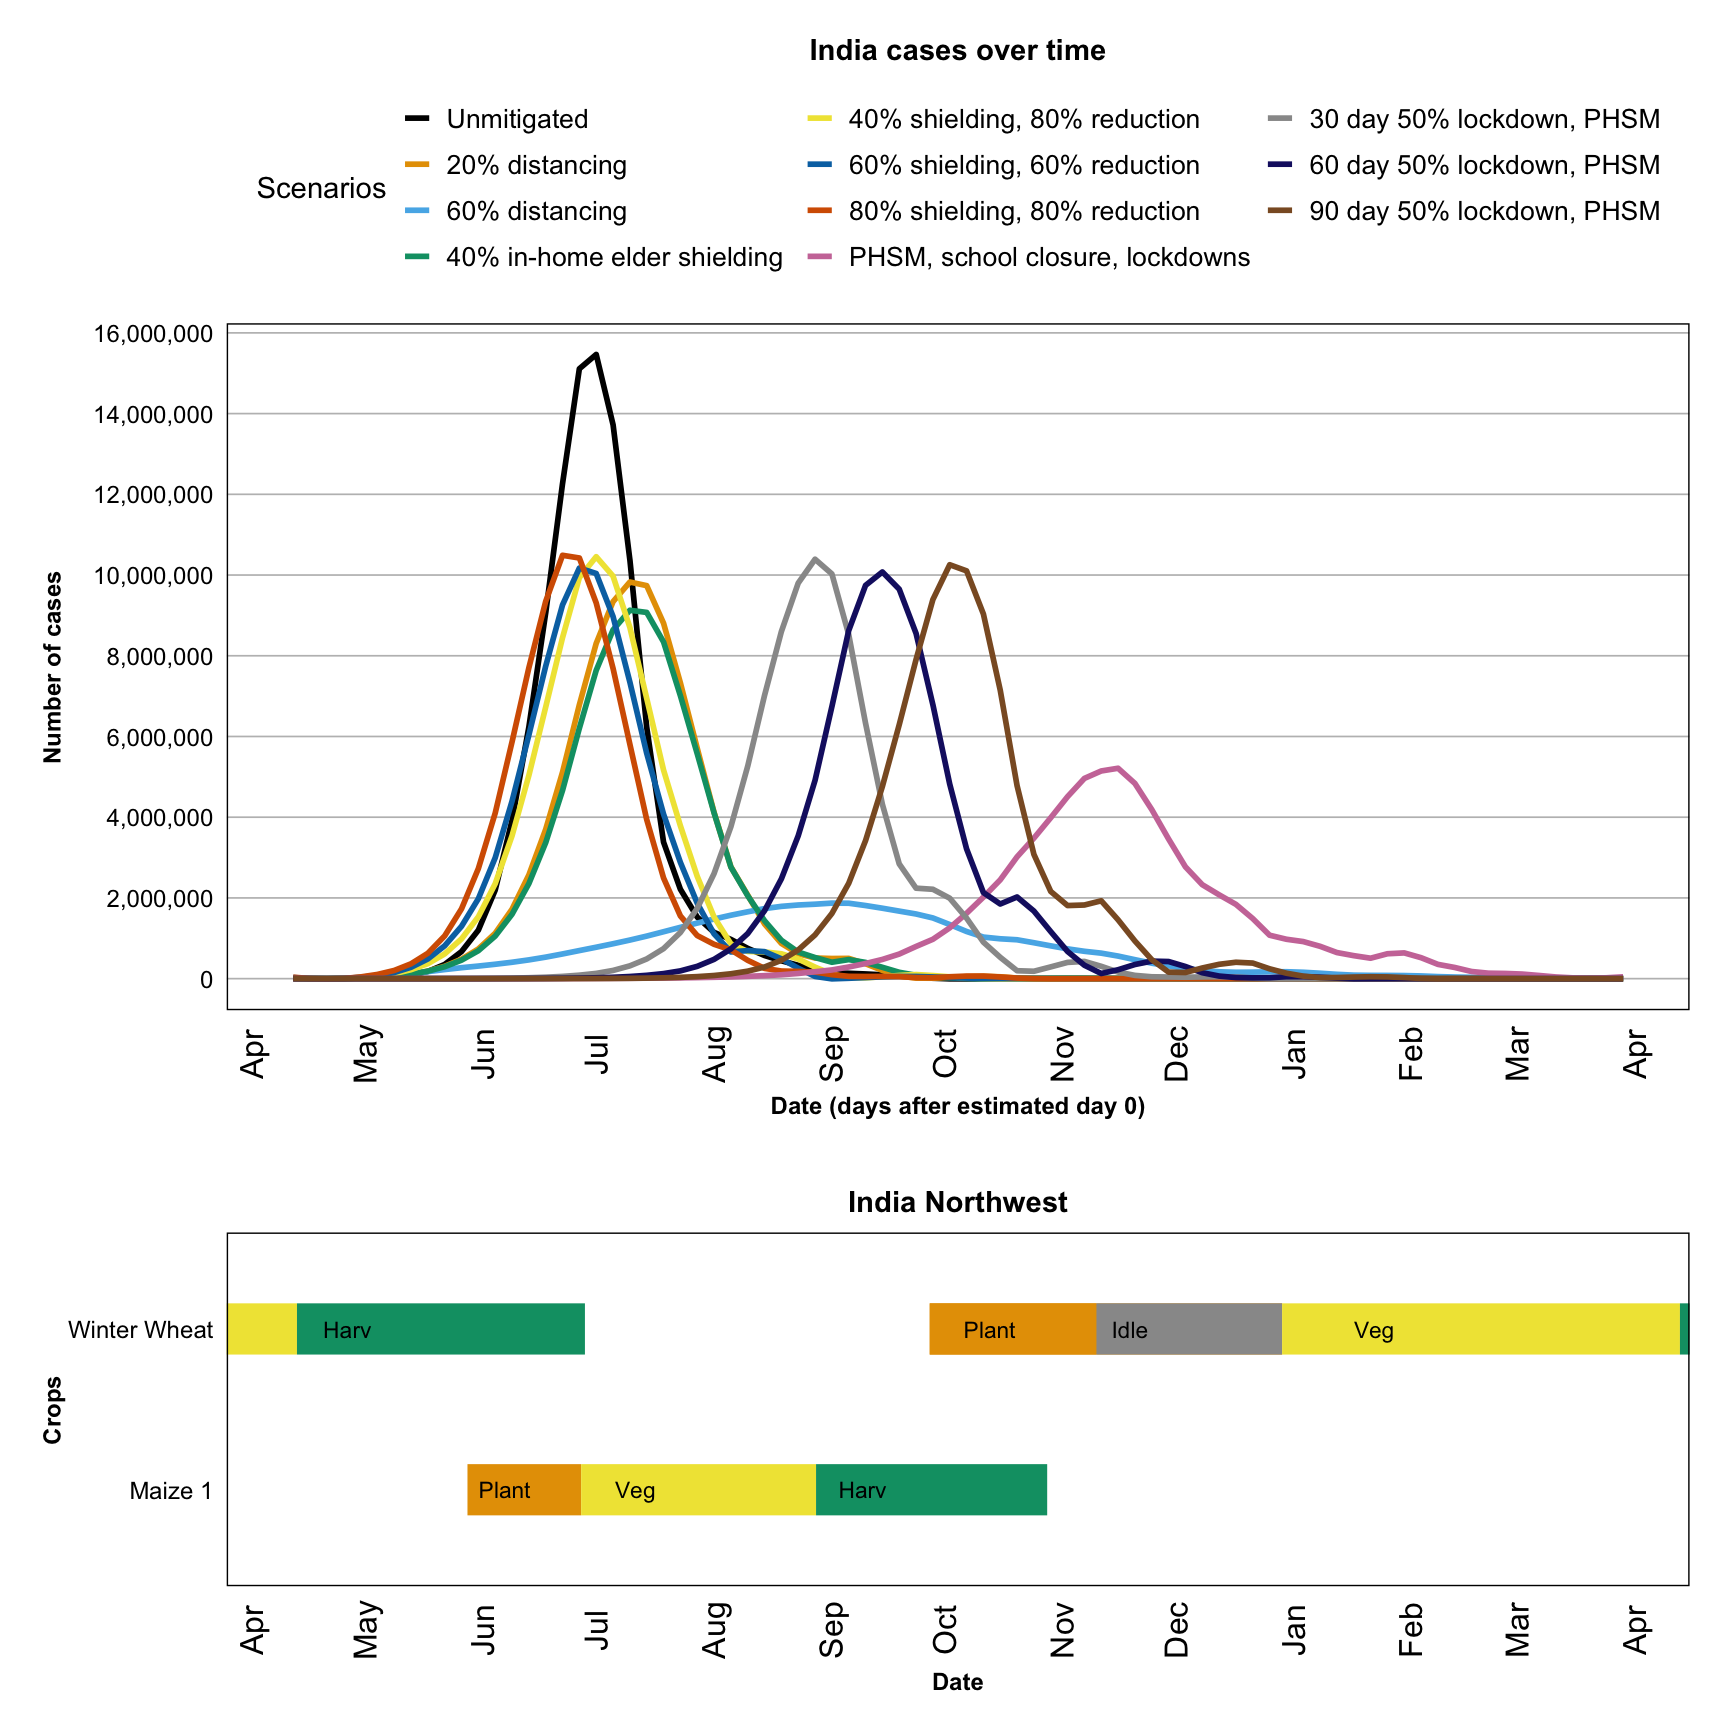 India cases over time
Scenarios
Unmitigated
20% distancing
60% distancing
40% in-home elder shielding
40% shielding, 80% reduction
60% shielding, 60% reduction
80% shielding, 80% reduction
PHSM, school closure, lockdowns
30 day 50% lockdown, PHSM
60 day 50% lockdown, PHSM
90 day 50% lockdown, PHSM
Number of cases
16,000,000
14,000,000
12,000,000
10,000,000
8,000,000
6,000,000
4,000,000
2,000,000
0
Apr May Jun Jul Aug Sep Oct Nov Dec Jan Feb Mar Apr
Date (days after estimated day 0)
India Northwest
Crops
Winter Wheat Harv Plant Idle Veg
Maize 1 Plant Veg Harv
Apr May Jun Jul Aug Sep Oct Nov Dec Jan Feb Mar Apr
Date